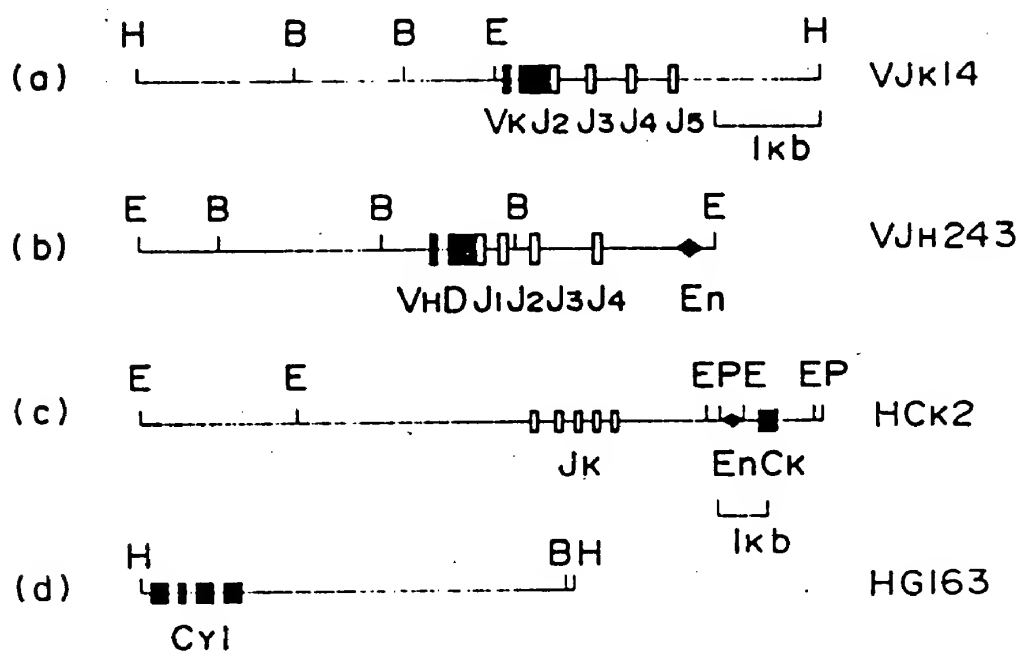 H B B E H
(a) VJκ14
Vκ J2 J3 J4 J5
1κb
E B B B E
(b) VJH243
VHD J1 J2 J3 J4 En
E E EPE EP
(c) HCκ2
Jκ EnCκ
1κb
H BH
(d) HG163
Cγ1